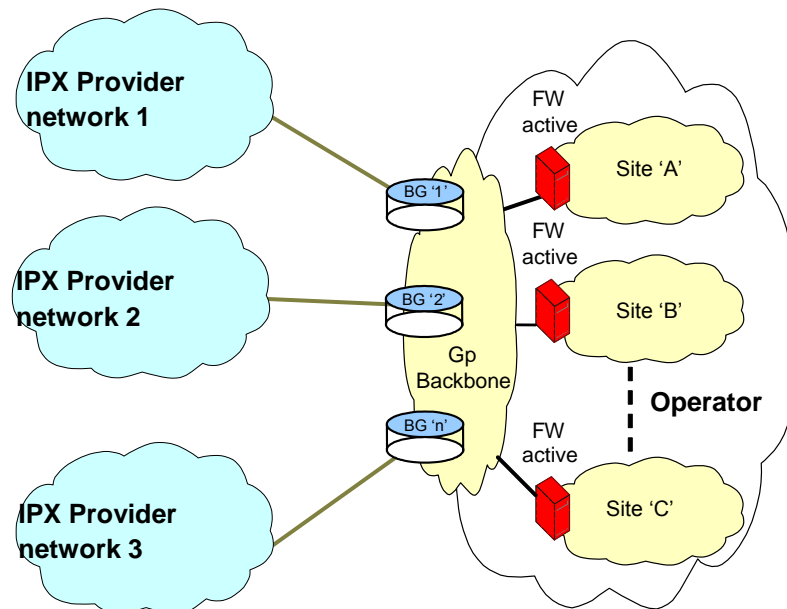 IPX Provider
network 1
FW
active
BG '1'
Site 'A'
FW
active
IPX Provider
network 2
BG '2'
Site 'B'
Gp
Backbone
Operator
BG 'n'
FW
active
IPX Provider
network 3
Site 'C'